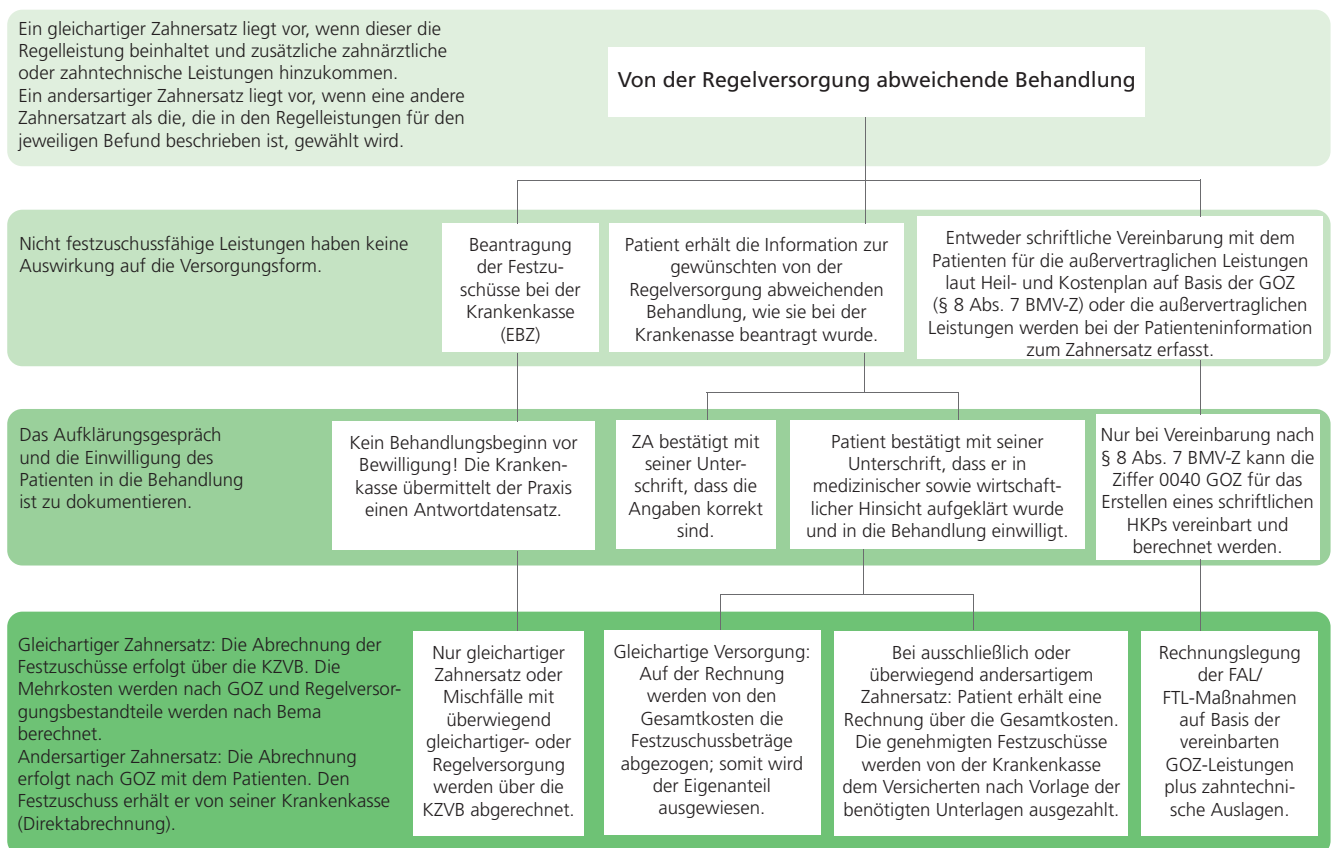 Ein gleichartiger Zahnersatz liegt vor, wenn dieser die
Regelleistung beinhaltet und zusätzliche zahnärztliche
oder zahntechnische Leistungen hinzukommen.
Ein andersartiger Zahnersatz liegt vor, wenn eine andere
Zahnersatzart als die, die in den Regelleistungen für den
jeweiligen Befund beschrieben ist, gewählt wird.
Von der Regelversorgung abweichende Behandlung
Nicht festzuschussfähige Leistungen haben keine
Auswirkung auf die Versorgungsform.
Beantragung
der Festzu-
schüsse bei der
Krankenkasse
(EBZ)
Patient erhält die Information zur
gewünschten von der
Regelversorgung abweichenden
Behandlung, wie sie bei der
Krankenasse beantragt wurde.
Entweder schriftliche Vereinbarung mit dem
Patienten für die außervertraglichen Leistungen
laut Heil- und Kostenplan auf Basis der GOZ
(§ 8 Abs. 7 BMV-Z) oder die außervertraglichen
Leistungen werden bei der Patienteninformation
zum Zahnersatz erfasst.
Das Aufklärungsgespräch
und die Einwilligung des
Patienten in die Behandlung
ist zu dokumentieren.
Kein Behandlungsbeginn vor
Bewilligung! Die Kranken-
kasse übermittelt der Praxis
einen Antwortdatensatz.
ZA bestätigt mit
seiner Unter-
schrift, dass die
Angaben korrekt
sind.
Patient bestätigt mit seiner
Unterschrift, dass er in
medizinischer sowie wirtschaft-
licher Hinsicht aufgeklärt wurde
und in die Behandlung einwilligt.
Nur bei Vereinbarung nach
§ 8 Abs. 7 BMV-Z kann die
Ziffer 0040 GOZ für das
Erstellen eines schriftlichen
HKPs vereinbart und
berechnet werden.
Gleichartiger Zahnersatz: Die Abrechnung der
Festzuschüsse erfolgt über die KZVB. Die
Mehrkosten werden nach GOZ und Regelversor-
gungsbestandteile werden nach Bema
berechnet.
Andersartiger Zahnersatz: Die Abrechnung
erfolgt nach GOZ mit dem Patienten. Den
Festzuschuss erhält er von seiner Krankenkasse
(Direktabrechnung).
Nur gleichartiger
Zahnersatz oder
Mischfälle mit
überwiegend
gleichartiger- oder
Regelversorgung
werden über die
KZVB abgerechnet.
Gleichartige Versorgung:
Auf der Rechnung
werden von den
Gesamtkosten die
Festzuschussbeträge
abgezogen; somit wird
der Eigenanteil
ausgewiesen.
Bei ausschließlich oder
überwiegend andersartigem
Zahnersatz: Patient erhält eine
Rechnung über die Gesamtkosten.
Die genehmigten Festzuschüsse
werden von der Krankenkasse
dem Versicherten nach Vorlage der
benötigten Unterlagen ausgezahlt.
Rechnungslegung
der FAL/
FTL-Maßnahmen
auf Basis der
vereinbarten
GOZ-Leistungen
plus zahntechni-
sche Auslagen.